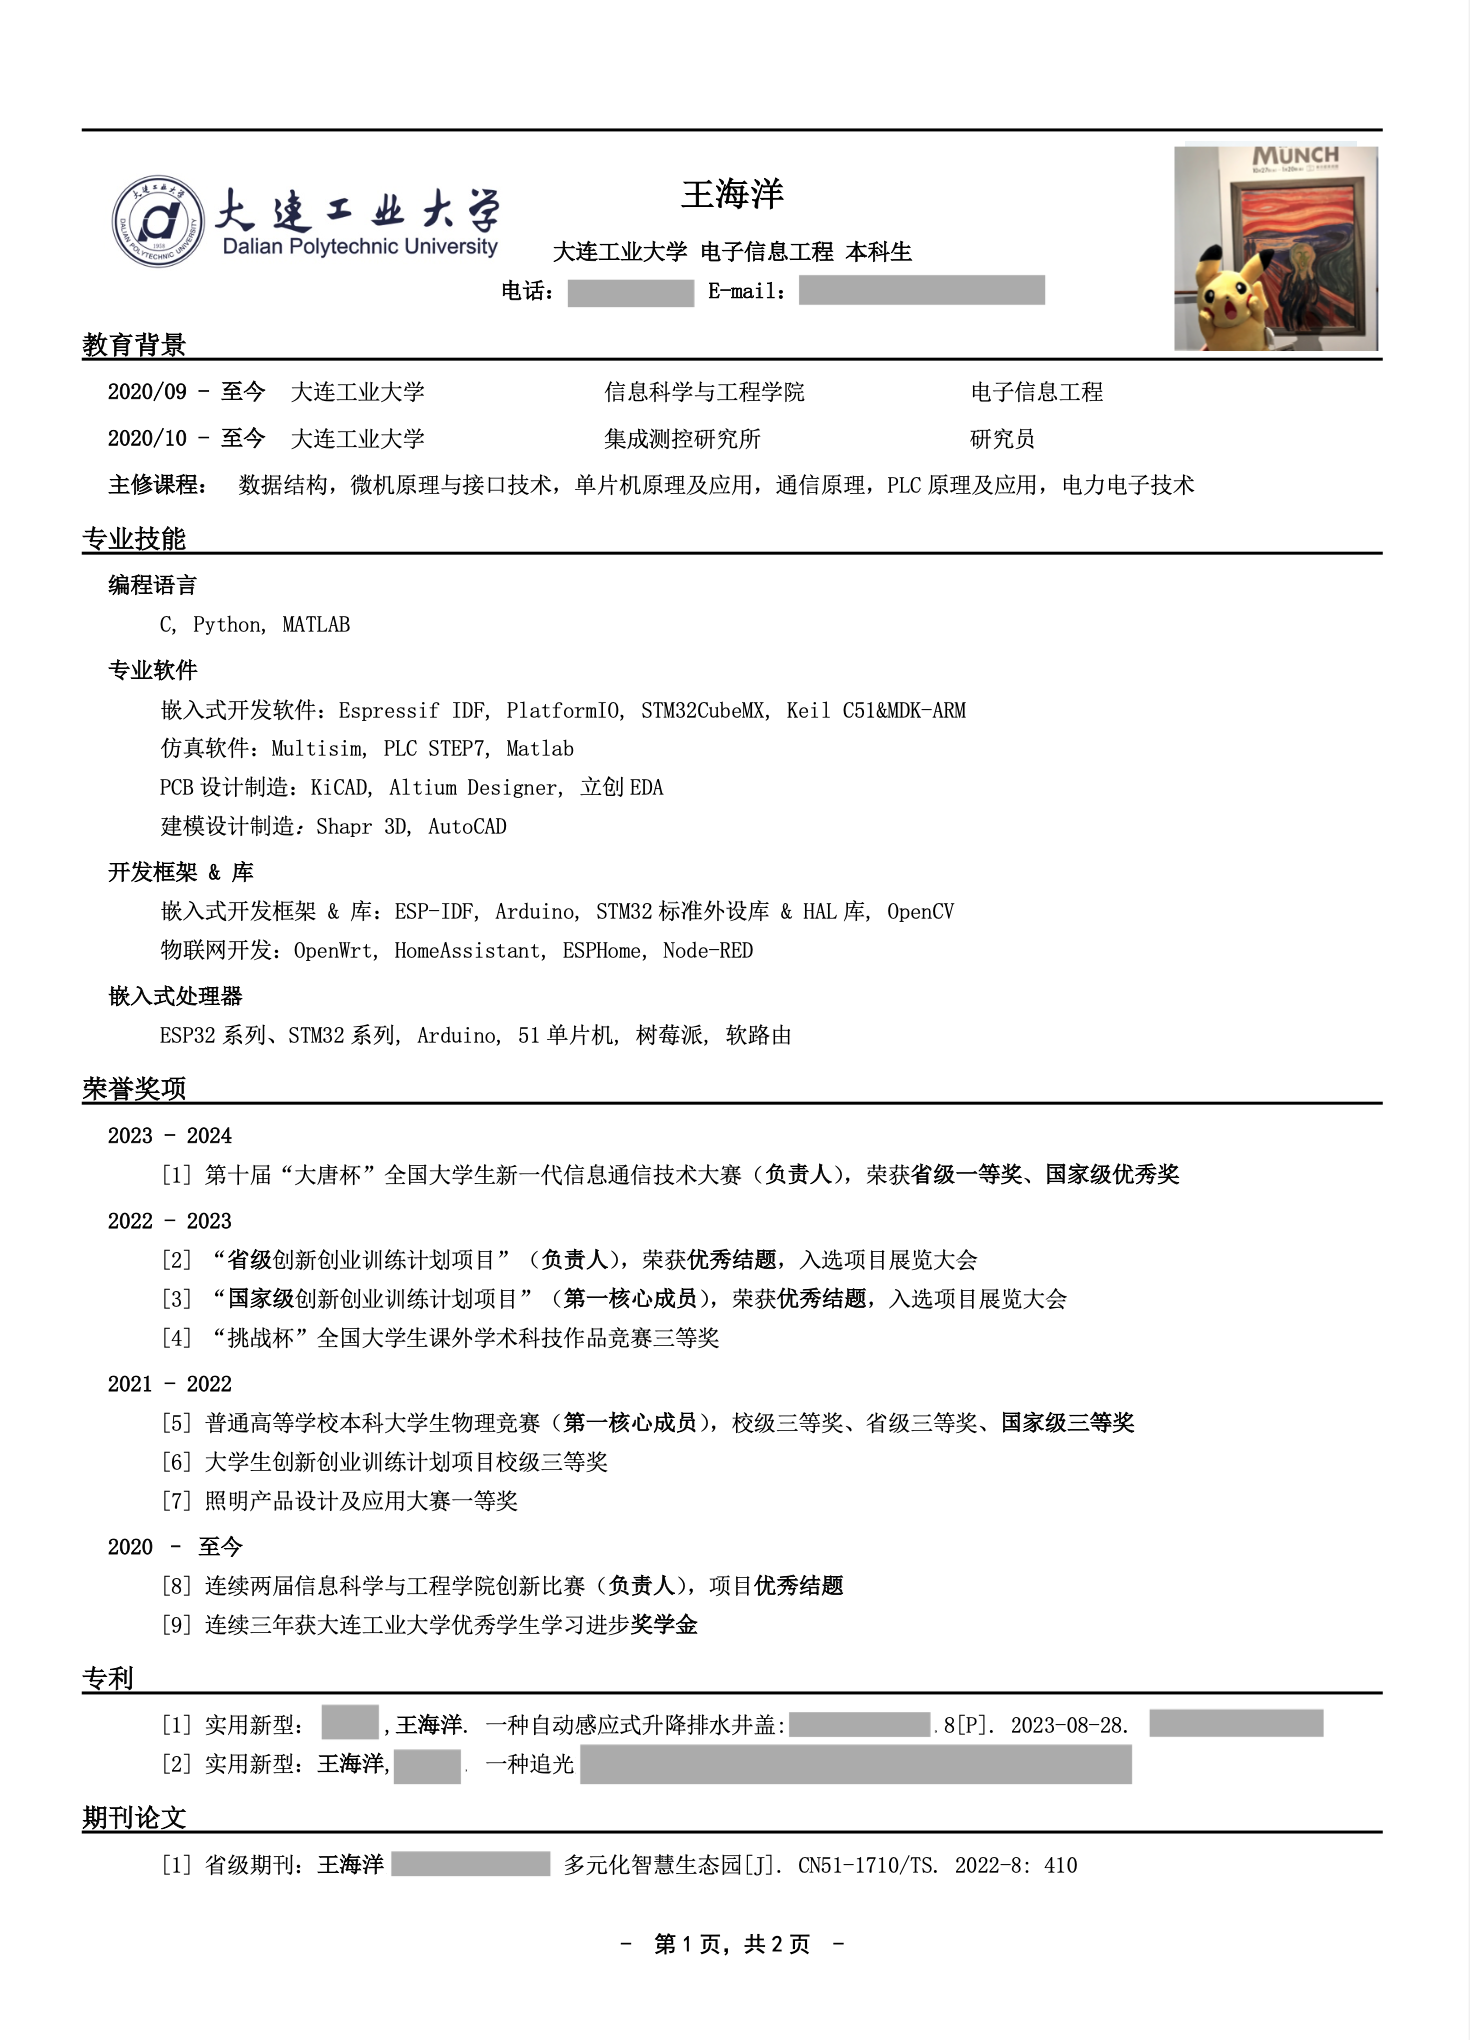 大连工业大学
Dalian Polytechnic University
王海洋
大连工业大学 电子信息工程 本科生
电话： E-mail：
MUNCH
教育背景
2020/09 - 至今 大连工业大学 信息科学与工程学院 电子信息工程
2020/10 - 至今 大连工业大学 集成测控研究所 研究员
主修课程： 数据结构，微机原理与接口技术，单片机原理及应用，通信原理，PLC 原理及应用，电力电子技术
专业技能
编程语言
C, Python, MATLAB
专业软件
嵌入式开发软件：Espressif IDF, PlatformIO, STM32CubeMX, Keil C51&MDK-ARM
仿真软件：Multisim, PLC STEP7, Matlab
PCB 设计制造：KiCAD, Altium Designer, 立创 EDA
建模设计制造：Shapr 3D, AutoCAD
开发框架 & 库
嵌入式开发框架 & 库：ESP-IDF, Arduino, STM32 标准外设库 & HAL 库, OpenCV
物联网开发：OpenWrt, HomeAssistant, ESPHome, Node-RED
嵌入式处理器
ESP32 系列、STM32 系列, Arduino, 51 单片机, 树莓派, 软路由
荣誉奖项
2023 - 2024
[1] 第十届“大唐杯”全国大学生新一代信息通信技术大赛（负责人），荣获省级一等奖、国家级优秀奖
2022 - 2023
[2] “省级创新创业训练计划项目”（负责人），荣获优秀结题，入选项目展览大会
[3] “国家级创新创业训练计划项目”（第一核心成员），荣获优秀结题，入选项目展览大会
[4] “挑战杯”全国大学生课外学术科技作品竞赛三等奖
2021 - 2022
[5] 普通高等学校本科大学生物理竞赛（第一核心成员），校级三等奖、省级三等奖、国家级三等奖
[6] 大学生创新创业训练计划项目校级三等奖
[7] 照明产品设计及应用大赛一等奖
2020 - 至今
[8] 连续两届信息科学与工程学院创新比赛（负责人），项目优秀结题
[9] 连续三年获大连工业大学优秀学生学习进步奖学金
专利
[1] 实用新型： ,王海洋. 一种自动感应式升降排水井盖: .8[P]. 2023-08-28.
[2] 实用新型：王海洋, . 一种追光
期刊论文
[1] 省级期刊：王海洋 多元化智慧生态园[J]. CN51-1710/TS. 2022-8: 410
- 第 1 页，共 2 页 -